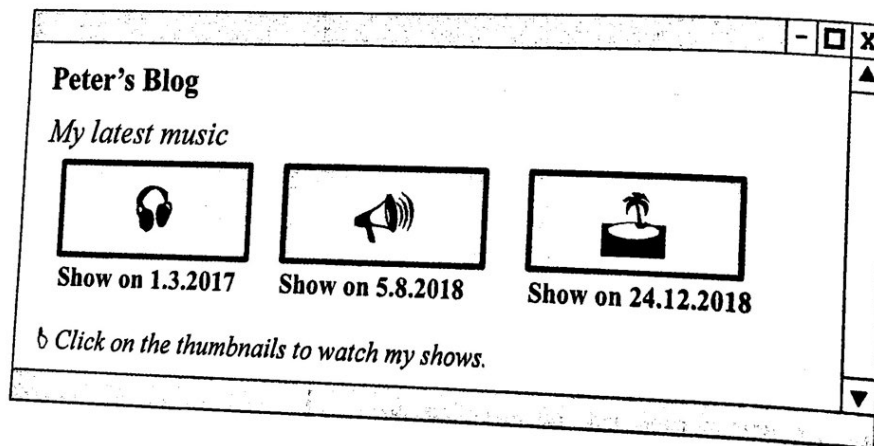 Peter's Blog
My latest music
Show on 1.3.2017 Show on 5.8.2018 Show on 24.12.2018
Click on the thumbnails to watch my shows.